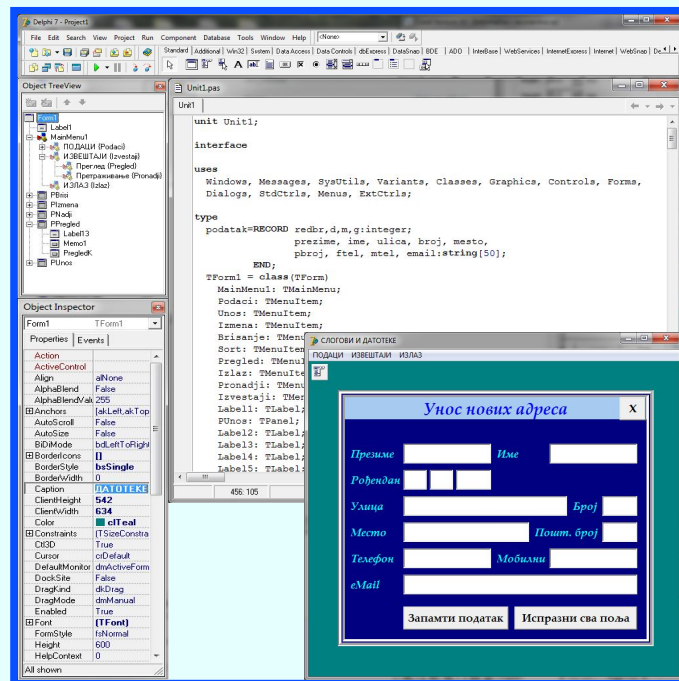 Delphi 7 - Project1
File Edit Search View Project Run Component Database Tools Window Help <None>
Standard Additional Win32 System Data Access Data Controls dbExpress DataSnap BDE ADO InterBase WebServices InternetExpress Internet WebSnap
Object TreeView
Form1
Label1
MainMenu1
ПОДАЦИ {Podaci}
ИЗВЕШТАЈИ {Izvestaji}
Преглед {Pregled}
Претраживање {Pronadji}
ИЗЛАЗ {Izlaz}
PBrisi
PIzmena
PNadji
PPregled
Label13
Memo1
PregledK
PUnos
Object Inspector
Form1 TForm1
Properties Events
Action
ActiveControl
Align alNone
AlphaBlend False
AlphaBlendValu 255
Anchors [akLeft,akTop
AutoScroll False
AutoSize False
BiDiMode bdLeftToRight
BorderIcons []
BorderStyle bsSingle
BorderWidth 0
Caption ДАТОТЕКЕ
ClientHeight 542
ClientWidth 634
Color clTeal
Constraints (TSizeConstra
Ctl3D True
Cursor crDefault
DefaultMonitor dmActiveForm
DockSite False
DragKind dkDrag
DragMode dmManual
Enabled True
Font (TFont)
FormStyle fsNormal
Height 600
HelpContext 0
All shown
Unit1.pas
Unit1
unit Unit1;
interface
uses
Windows, Messages, SysUtils, Variants, Classes, Graphics, Controls, Forms,
Dialogs, StdCtrls, Menus, ExtCtrls;
type
podatak=RECORD redbr,d,m,g:integer;
prezime, ime, ulica, broj, mesto,
pbroj, ftel, mtel, email:string[50];
END;
TForm1 = class(TForm)
MainMenu1: TMainMenu;
Podaci: TMenuItem;
Unos: TMenuItem;
Izmena: TMenuItem;
Brisanje: TMenu
Sort: TMenuItem
Pregled: TMenuI
Izlaz: TMenuIte
Pronadji: TMenu
Izvestaji: TMen
Label1: TLabel;
PUnos: TPanel;
Label2: TLabel;
Label3: TLabel;
Label4: TLabel;
Label5: TLabel;
456: 105
СЛОГОВИ И ДАТОТЕКЕ
ПОДАЦИ ИЗВЕШТАЈИ ИЗЛАЗ
Унос нових адреса X
Презиме Име
Рођендан
Улица Број
Место Пошт. број
Телефон Мобилни
eMail
Запамти податак Испразни сва поља